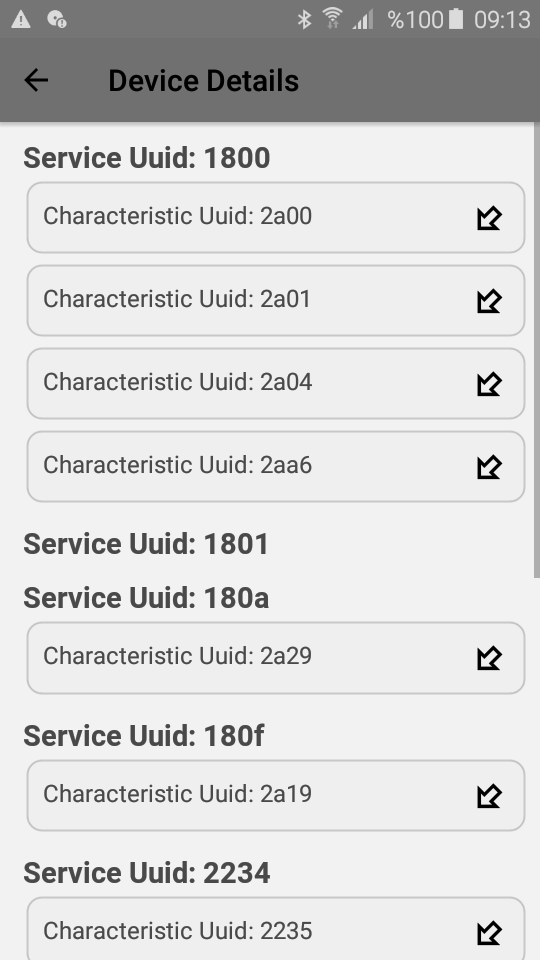 %100 09:13
Device Details
Service Uuid: 1800
Characteristic Uuid: 2a00
Characteristic Uuid: 2a01
Characteristic Uuid: 2a04
Characteristic Uuid: 2aa6
Service Uuid: 1801
Service Uuid: 180a
Characteristic Uuid: 2a29
Service Uuid: 180f
Characteristic Uuid: 2a19
Service Uuid: 2234
Characteristic Uuid: 2235